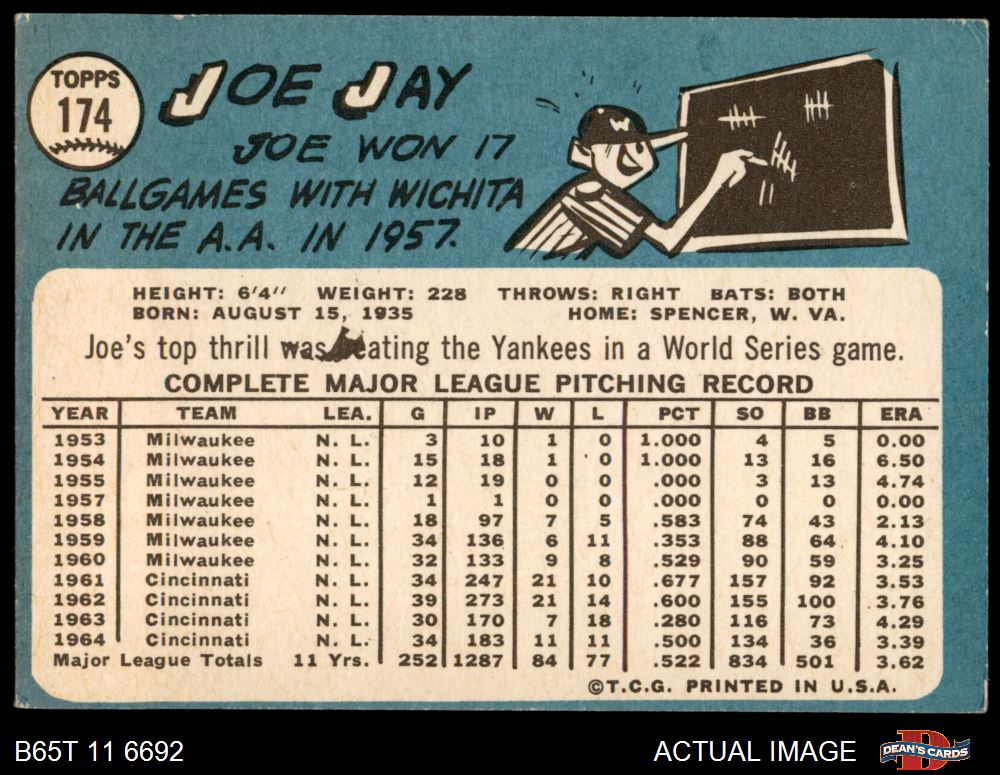 TOPPS
174
JOE JAY
JOE WON 17
BALLGAMES WITH WICHITA
IN THE A.A. IN 1957.
W
HEIGHT: 6'4" WEIGHT: 228 THROWS: RIGHT BATS: BOTH
BORN: AUGUST 15, 1935 HOME: SPENCER, W. VA.
Joe's top thrill was beating the Yankees in a World Series game.
COMPLETE MAJOR LEAGUE PITCHING RECORD
YEAR TEAM LEA. G IP W L PCT SO BB ERA
1953 Milwaukee N. L. 3 10 1 0 1.000 4 5 0.00
1954 Milwaukee N. L. 15 18 1 0 1.000 13 16 6.50
1955 Milwaukee N. L. 12 19 0 0 .000 3 13 4.74
1957 Milwaukee N. L. 1 1 0 0 .000 0 0 0.00
1958 Milwaukee N. L. 18 97 7 5 .583 74 43 2.13
1959 Milwaukee N. L. 34 136 6 11 .353 88 64 4.10
1960 Milwaukee N. L. 32 133 9 8 .529 90 59 3.25
1961 Cincinnati N. L. 34 247 21 10 .677 157 92 3.53
1962 Cincinnati N. L. 39 273 21 14 .600 155 100 3.76
1963 Cincinnati N. L. 30 170 7 18 .280 116 73 4.29
1964 Cincinnati N. L. 34 183 11 11 .500 134 36 3.39
Major League Totals 11 Yrs. 252 1287 84 77 .522 834 501 3.62
©T.C.G. PRINTED IN U.S.A.
B65T 11 6692 ACTUAL IMAGE DEAN'S CARDS